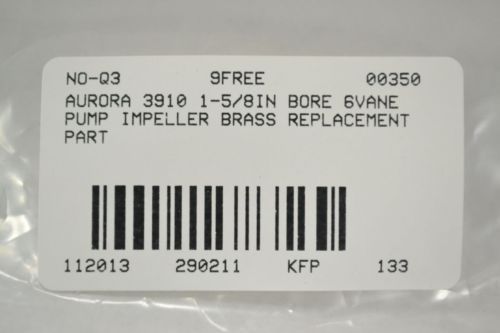 NO-Q3 9FREE 00350
AURORA 3910 1-5/8IN BORE 6VANE
PUMP IMPELLER BRASS REPLACEMENT
PART
112013 290211 KFP 133